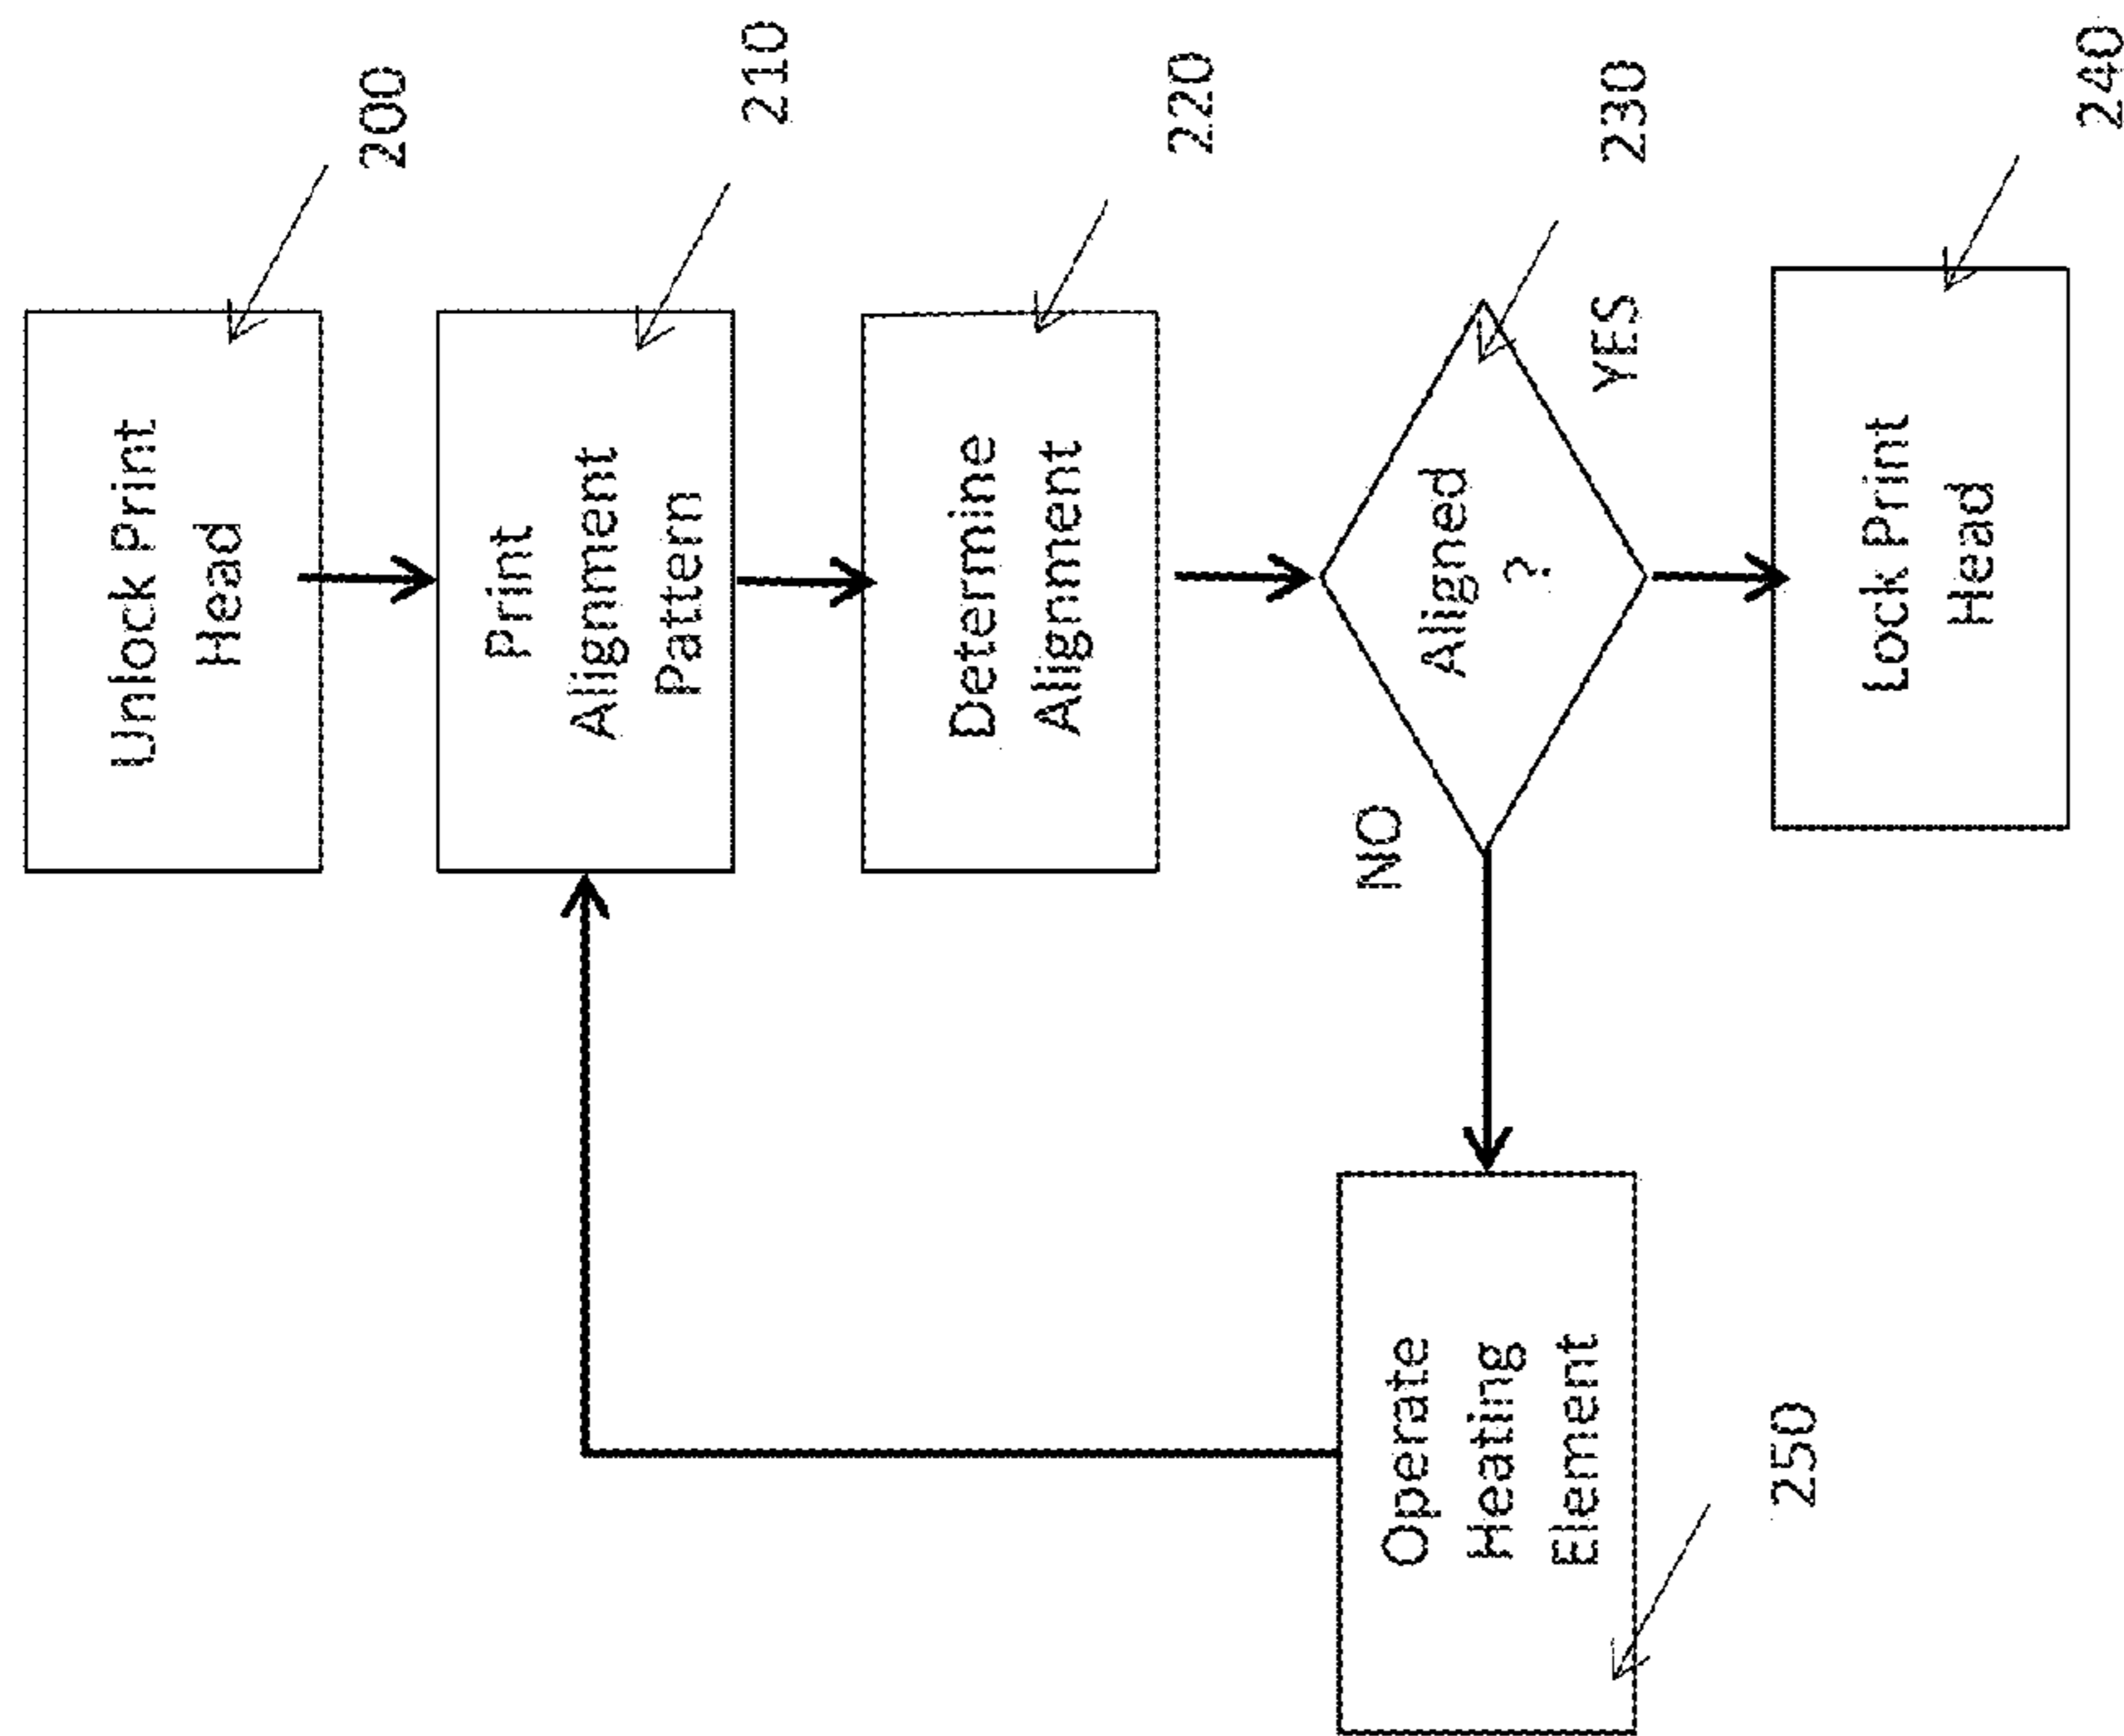 Unlock Print
Head
200
Print
Alignment
Pattern
210
Determine
Alignment
220
Aligned
?
230
NO
YES
Lock Print
Head
240
Operate
Heating
Element
250